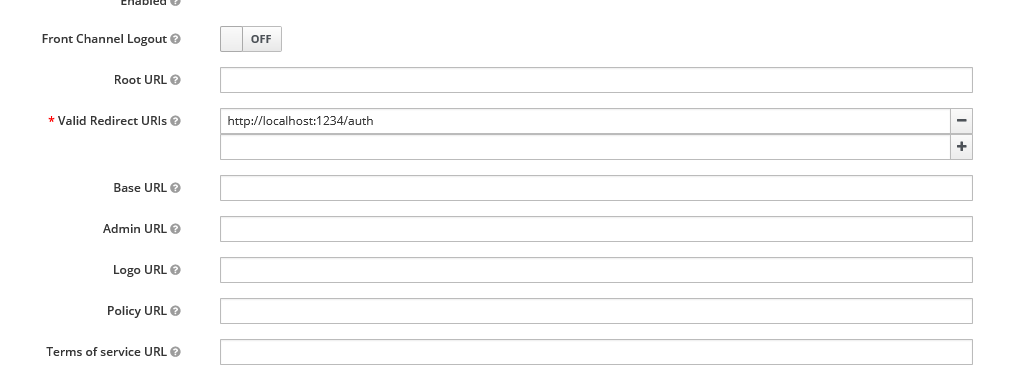 Enabled
Front Channel Logout OFF
Root URL
* Valid Redirect URIs http://localhost:1234/auth
Base URL
Admin URL
Logo URL
Policy URL
Terms of service URL